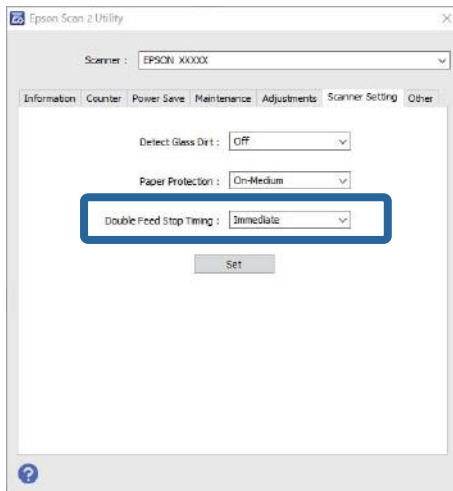 Epson Scan 2 Utility
Scanner : EPSON XXXXX
Information Counter Power Save Maintenance Adjustments Scanner Setting Other
Detect Glass Dirt : Off
Paper Protection : On-Medium
Double Feed Stop Timing : Immediate
Set
?